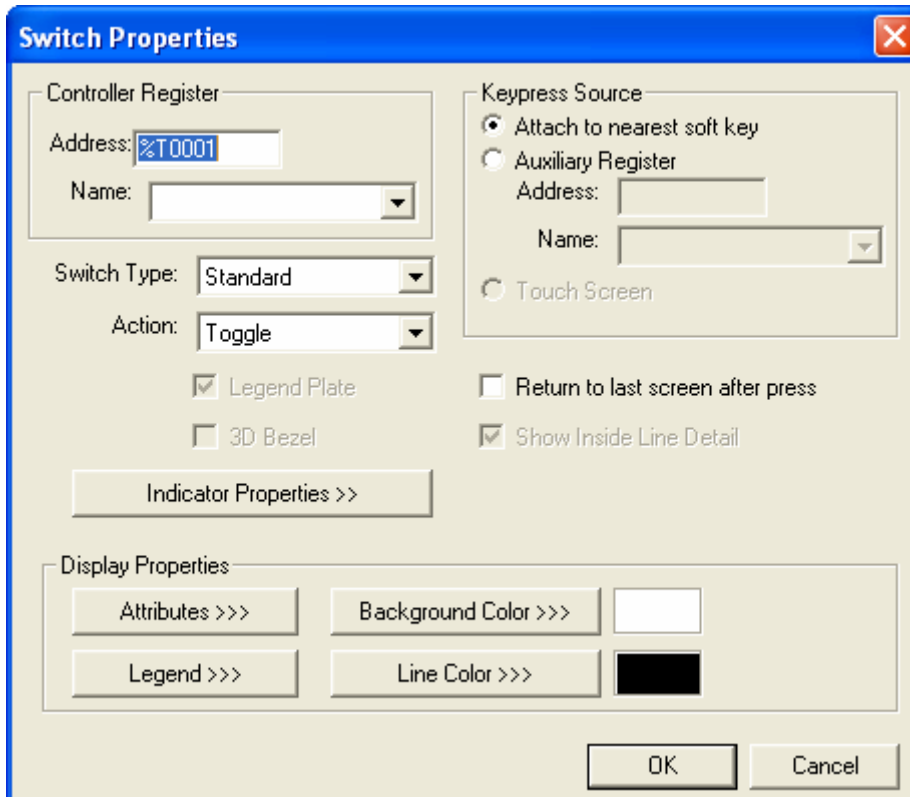 Switch Properties
Controller Register
Address: %T0001
Name:
Switch Type: Standard
Action: Toggle
Legend Plate
3D Bezel
Indicator Properties >>
Keypress Source
Attach to nearest soft key
Auxiliary Register
Address:
Name:
Touch Screen
Return to last screen after press
Show Inside Line Detail
Display Properties
Attributes >>>
Background Color >>>
Legend >>>
Line Color >>>
OK
Cancel